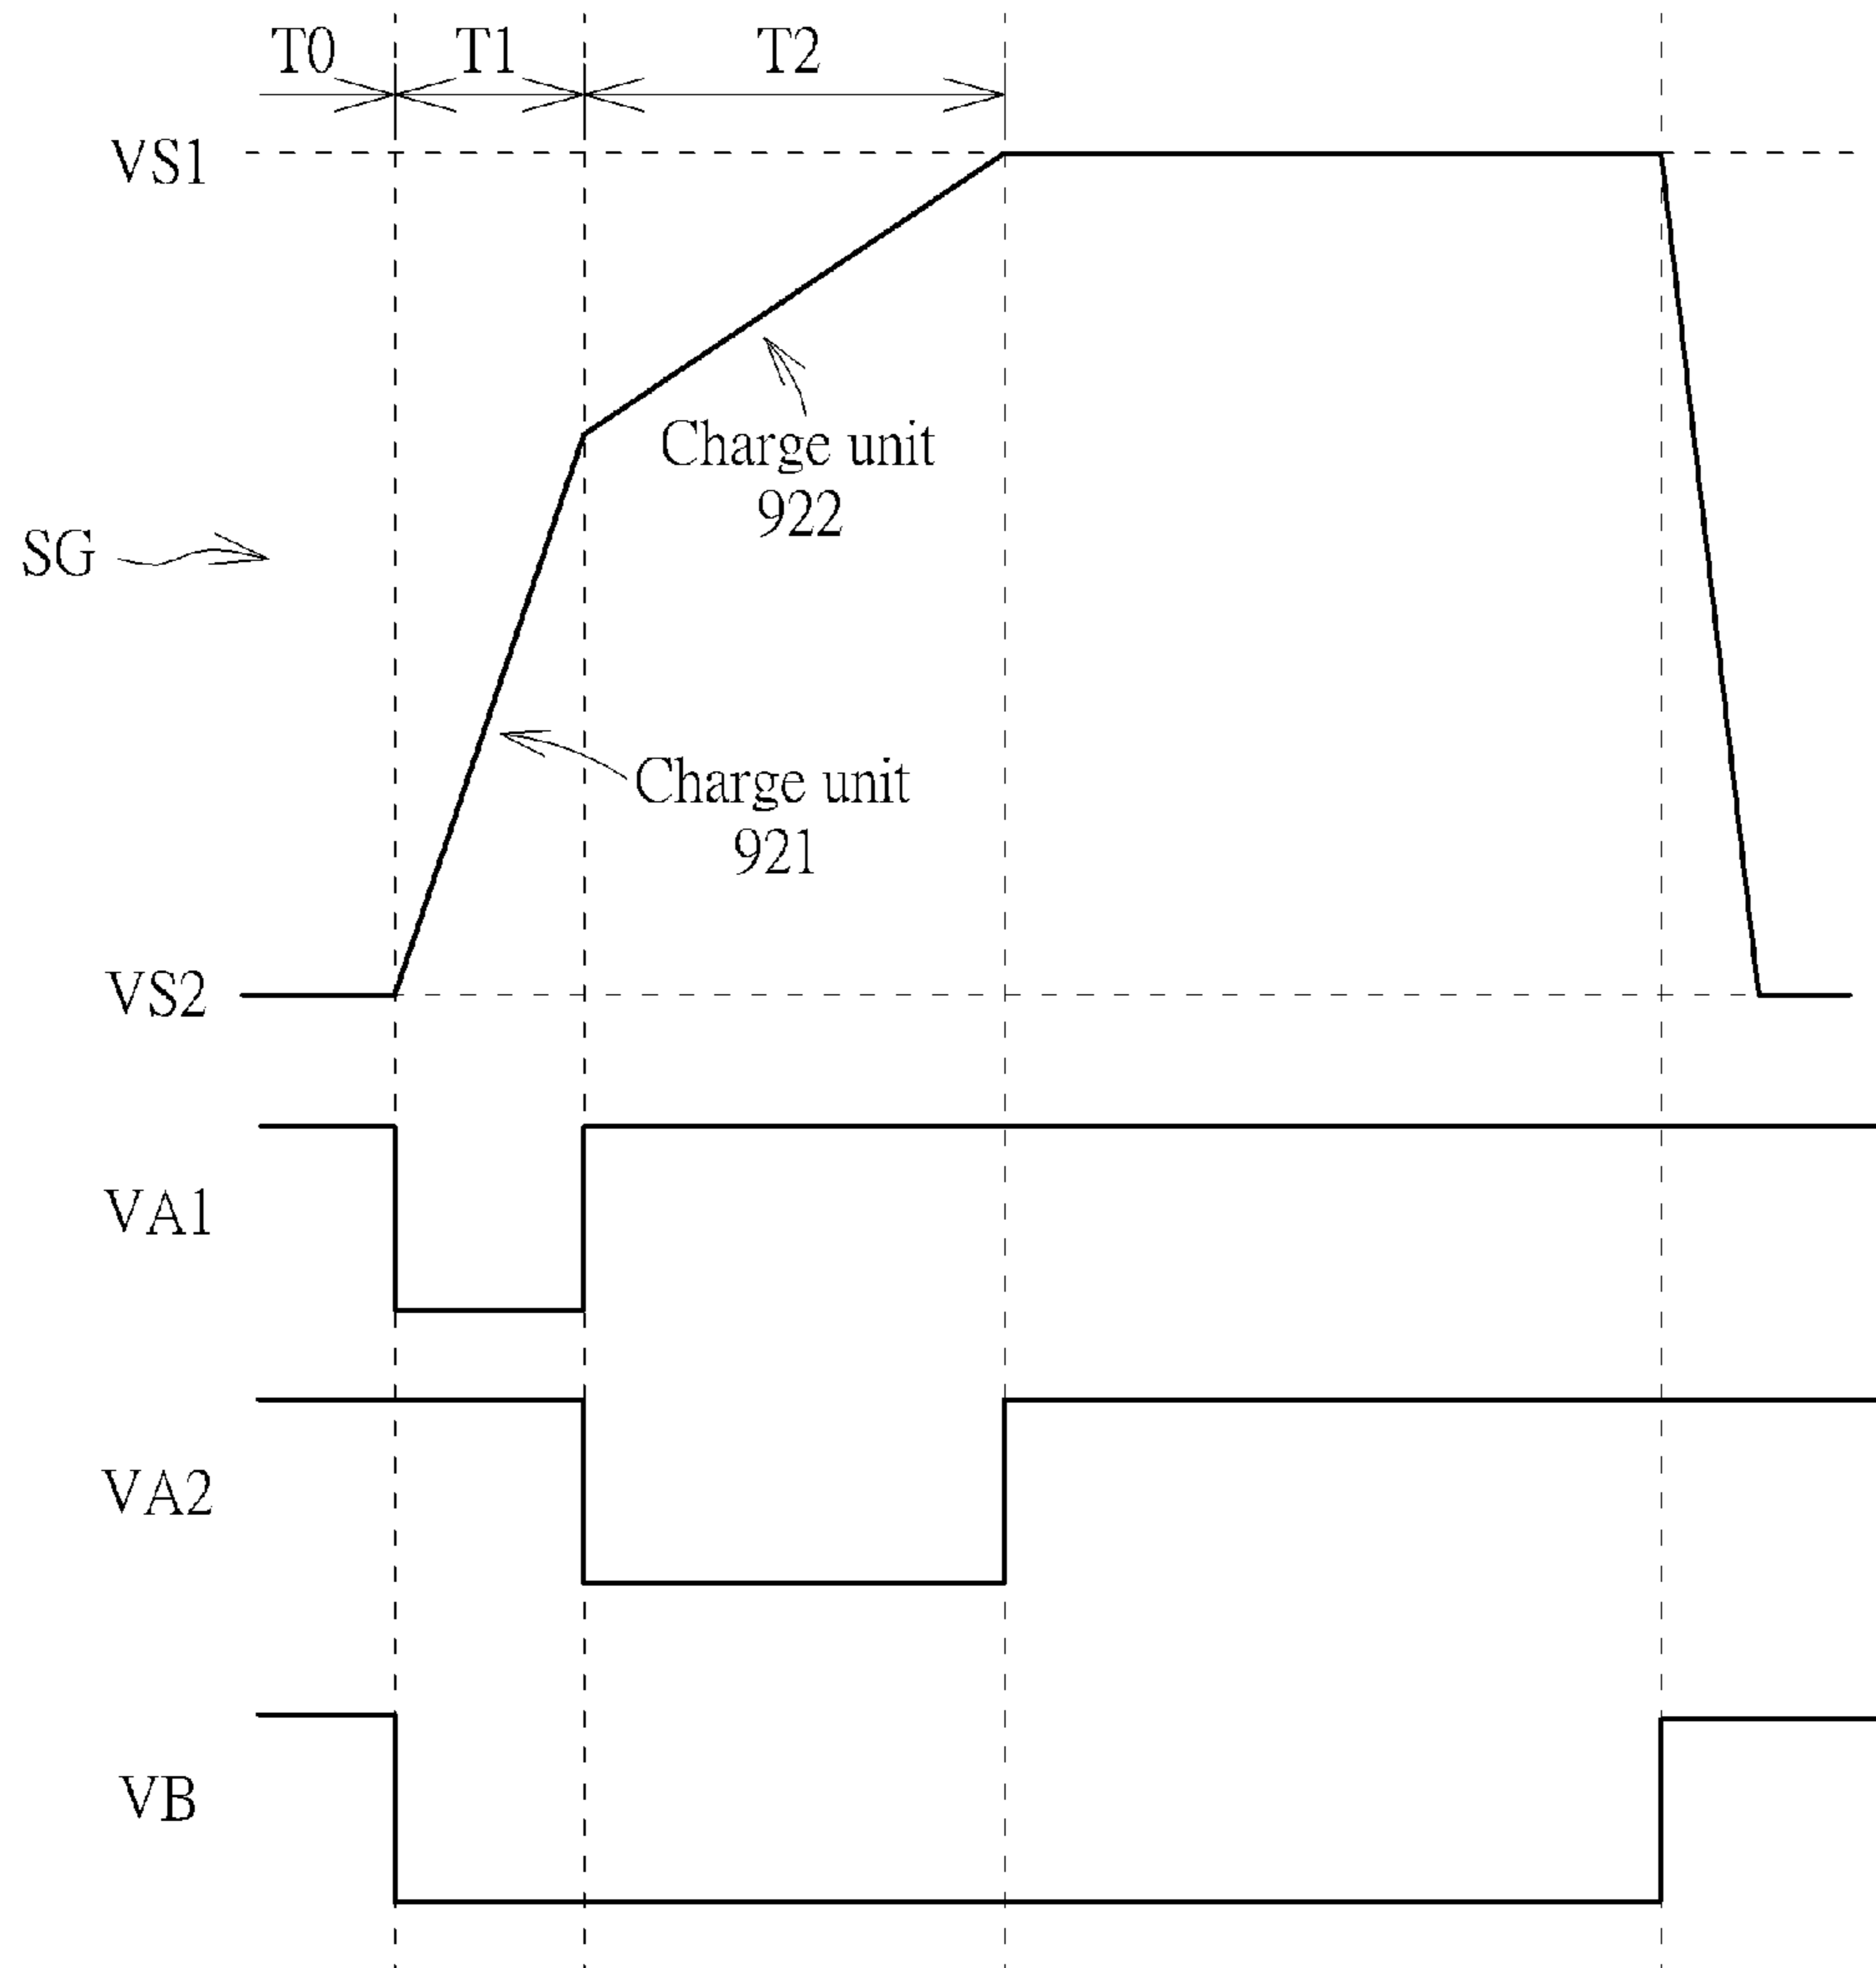 T0
T1
T2
VS1
Charge unit
922
SG
Charge unit
921
VS2
VA1
VA2
VB